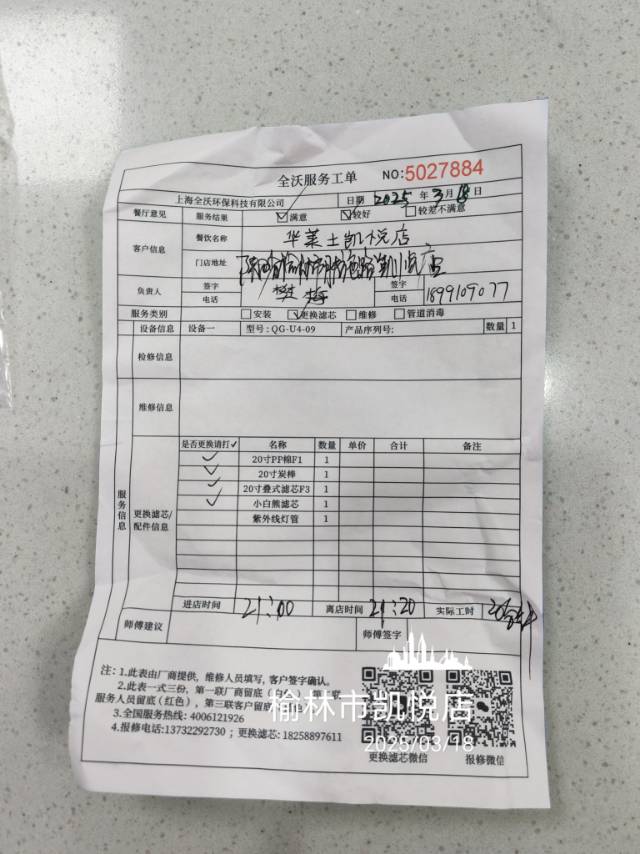 全沃服务工单 NO:5027884
上海全沃环保科技有限公司 日期 2025 年 3 月 18 日
餐厅意见 服务结果 ☑满意 ☑较好 □较差不满意
客户信息 餐饮名称 华莱士凯悦店
门店地址
负责人 签字 樊梅 签字
电话 电话 1899109077
服务类别 □安装 ☑更换滤芯 □维修 □管道消毒
设备信息 设备一 型号: QG-U4-09 产品序列号: 数量 1
检修信息
维修信息
服务信息
更换滤芯/配件信息
是否更换请打✓ 名称 数量 单价 合计 备注
✓ 20寸PP棉F1 1
✓ 20寸炭棒 1
✓ 20寸叠式滤芯F3 1
✓ 小白熊滤芯 1
紫外线灯管 1
进店时间 21:00 离店时间 21:20 实际工时
师傅建议 师傅签字
注: 1.此表由厂商提供, 维修人员填写, 客户签字确认。
2.此表一式三份, 第一联厂商留底
服务人员留底(红色), 第三联客户留
3.全国服务热线: 4006121926
4.报修电话:13732292730 ; 更换滤芯: 18258897611
更换滤芯微信 报修微信
榆林市凯悦店
2025/03/18